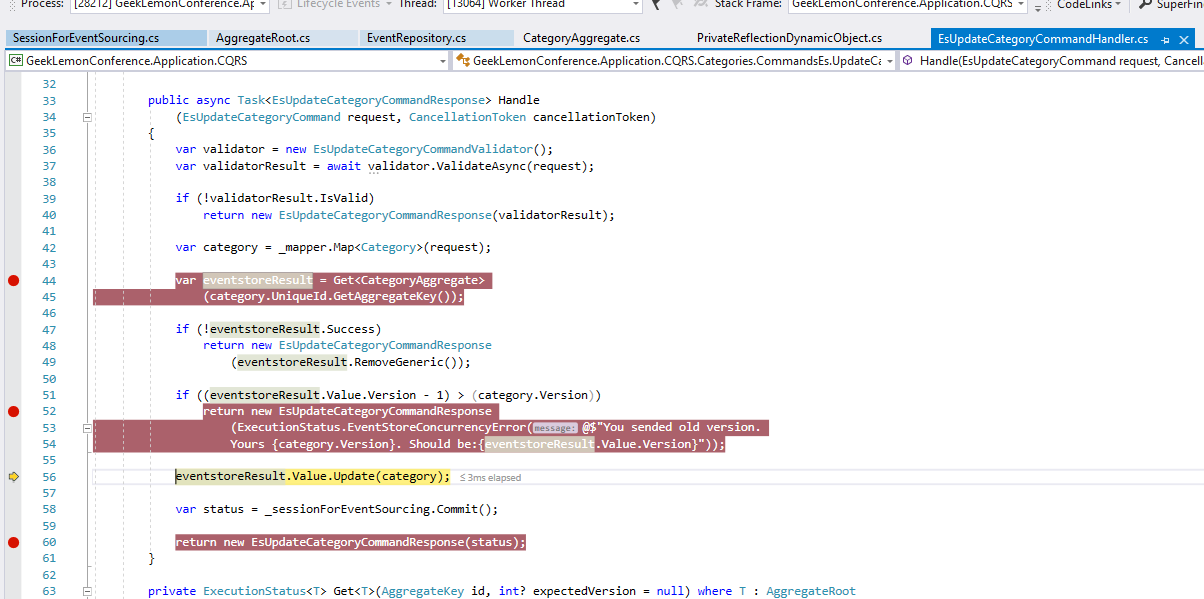 Process: [28212] GeekLemonConference.Ap Lifecycle Events Thread: [13064] Worker Thread Stack Frame: GeekLemonConference.Application.CQRS CodeLinks SuperFin
SessionForEventSourcing.cs AggregateRoot.cs EventRepository.cs CategoryAggregate.cs PrivateReflectionDynamicObject.cs EsUpdateCategoryCommandHandler.cs
C# GeekLemonConference.Application.CQRS GeekLemonConference.Application.CQRS.Categories.CommandsEs.UpdateCa Handle(EsUpdateCategoryCommand request, Cancella
32
33 public async Task<EsUpdateCategoryCommandResponse> Handle
34 (EsUpdateCategoryCommand request, CancellationToken cancellationToken)
35 {
36 var validator = new EsUpdateCategoryCommandValidator();
37 var validatorResult = await validator.ValidateAsync(request);
38
39 if (!validatorResult.IsValid)
40 return new EsUpdateCategoryCommandResponse(validatorResult);
41
42 var category = _mapper.Map<Category>(request);
43
44 var eventstoreResult = Get<CategoryAggregate>
45 (category.UniqueId.GetAggregateKey());
46
47 if (!eventstoreResult.Success)
48 return new EsUpdateCategoryCommandResponse
49 (eventstoreResult.RemoveGeneric());
50
51 if ((eventstoreResult.Value.Version - 1) > (category.Version))
52 return new EsUpdateCategoryCommandResponse
53 (ExecutionStatus.EventStoreConcurrencyError(message: @$"You sended old version.
54 Yours {category.Version}. Should be:{eventstoreResult.Value.Version}"));
55
56 eventstoreResult.Value.Update(category); ≤ 3ms elapsed
57
58 var status = _sessionForEventSourcing.Commit();
59
60 return new EsUpdateCategoryCommandResponse(status);
61 }
62
63 private ExecutionStatus<T> Get<T>(AggregateKey id, int? expectedVersion = null) where T : AggregateRoot